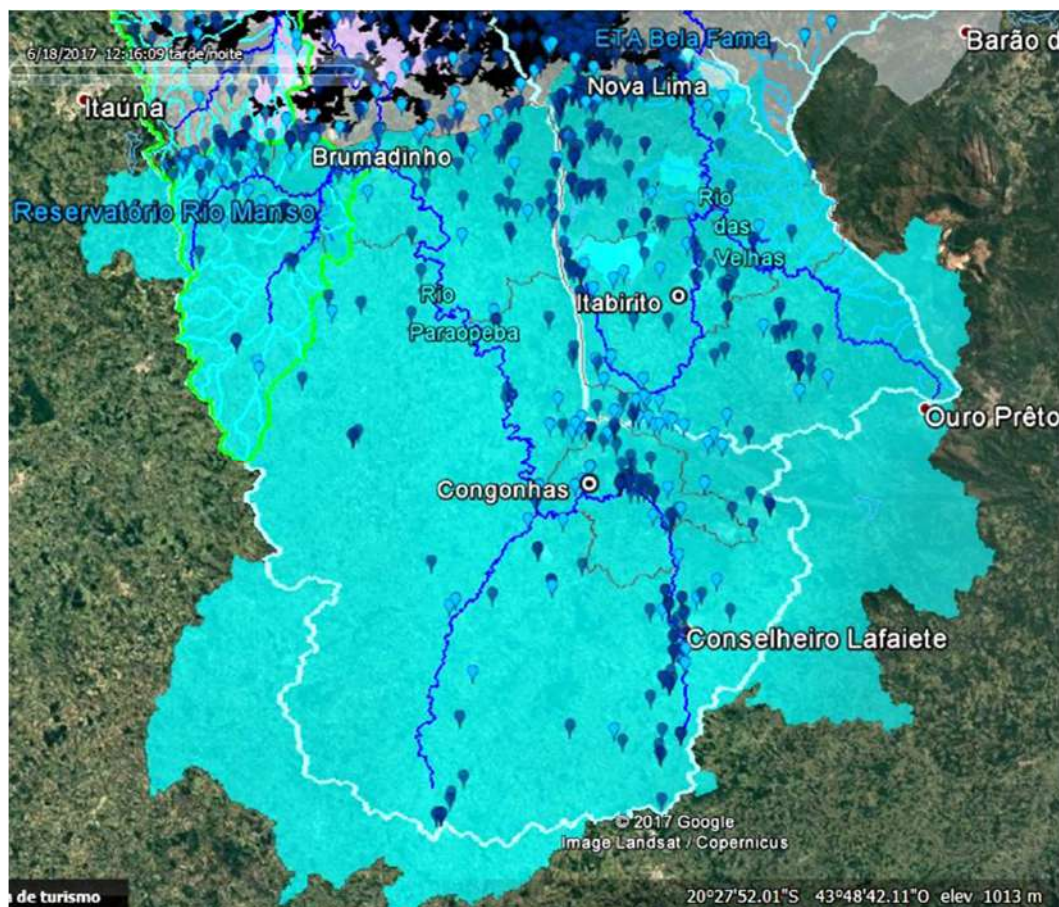 ETA Bela Fama
Barão d
6/18/2017 12:16:09 tarde/noite
Nova Lima
Itaúna
Brumadinho
Reservatório Rio Manso
Rio
das
Velhas
Rio
Paraopeba
Itabirito
Ouro Prêto
Congonhas
Conselheiro Lafaiete
© 2017 Google
Image Landsat / Copernicus
a de turismo
20°27'52.01"S 43°48'42.11"O elev 1013 m